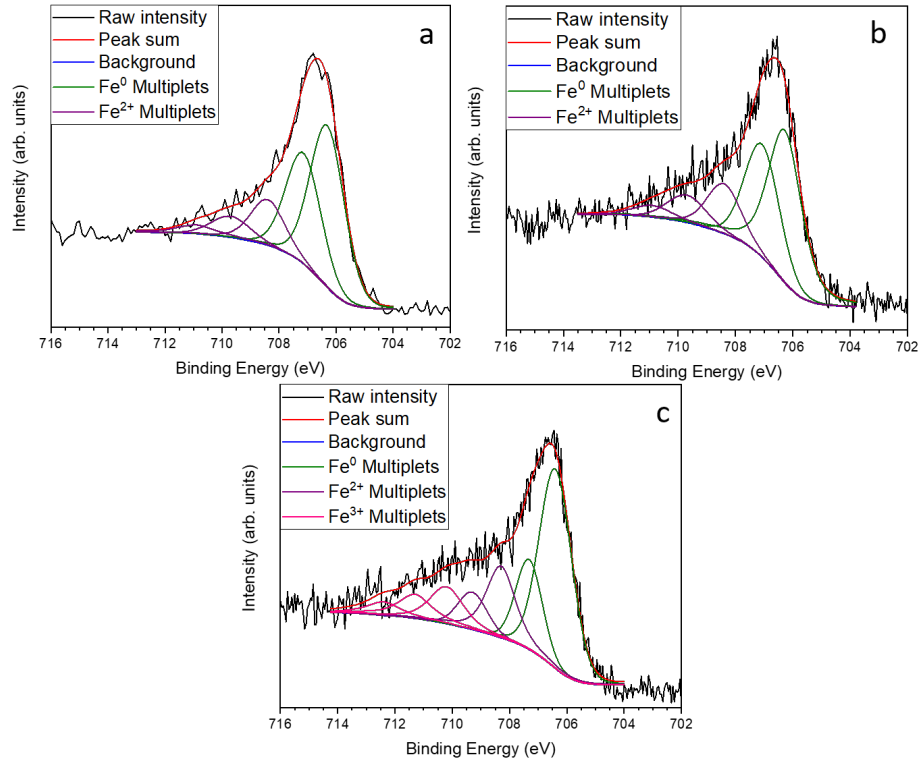 a
Raw intensity
Peak sum
Background
Fe⁰ Multiplets
Fe²⁺ Multiplets
Intensity (arb. units)
716 714 712 710 708 706 704 702
Binding Energy (eV)
b
Raw intensity
Peak sum
Background
Fe⁰ Multiplets
Fe²⁺ Multiplets
Intensity (arb. units)
716 714 712 710 708 706 704 702
Binding Energy (eV)
c
Raw intensity
Peak sum
Background
Fe⁰ Multiplets
Fe²⁺ Multiplets
Fe³⁺ Multiplets
Intensity (arb. units)
716 714 712 710 708 706 704 702
Binding Energy (eV)